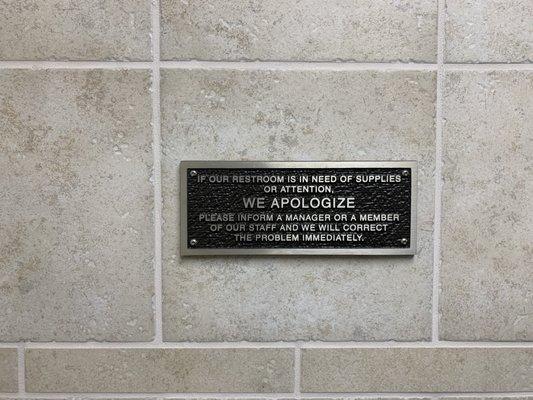 IF OUR RESTROOM IS IN NEED OF SUPPLIES
OR ATTENTION,
WE APOLOGIZE
PLEASE INFORM A MANAGER OR A MEMBER
OF OUR STAFF AND WE WILL CORRECT
THE PROBLEM IMMEDIATELY.